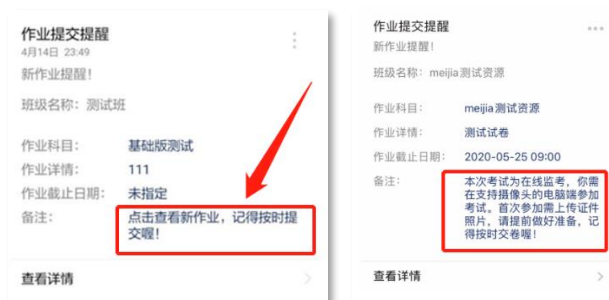 作业提交提醒
4月14日 23:49
新作业提醒！
班级名称：测试班
作业科目：基础版测试
作业详情：111
作业截止日期：未指定
备注：点击查看新作业，记得按时提
交喔！
查看详情
作业提交提醒
新作业提醒！
班级名称：meijia测试资源
作业科目：meijia测试资源
作业详情：测试试卷
作业截止日期：2020-05-25 09:00
备注：本次考试为在线监考，你需
在支持摄像头的电脑端参加
考试。首次参加需上传证件
照片，请提前做好准备，记
得按时交卷喔！
查看详情